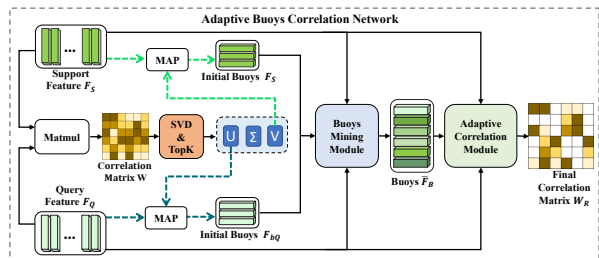 Adaptive Buoys Correlation Network
Support
Feature F_S
MAP
Initial Buoys F_S
Matmul
Correlation
Matrix W
SVD
&
TopK
U Σ V
Buoys
Mining
Module
Buoys F̅_B
Adaptive
Correlation
Module
Final
Correlation
Matrix W_R
Query
Feature F_Q
MAP
Initial Buoys F_bQ